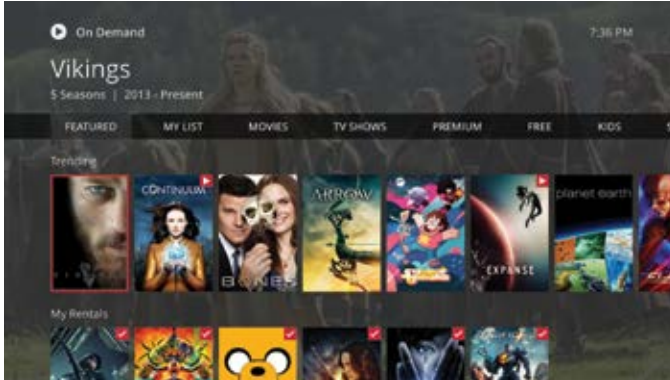 On Demand
7:36 PM
Vikings
5 Seasons | 2013 - Present
FEATURED MY LIST MOVIES TV SHOWS PREMIUM FREE KIDS
Trending
CONTINUUM
BONES
ARROW
EXPANSE
planet earth
My Rentals